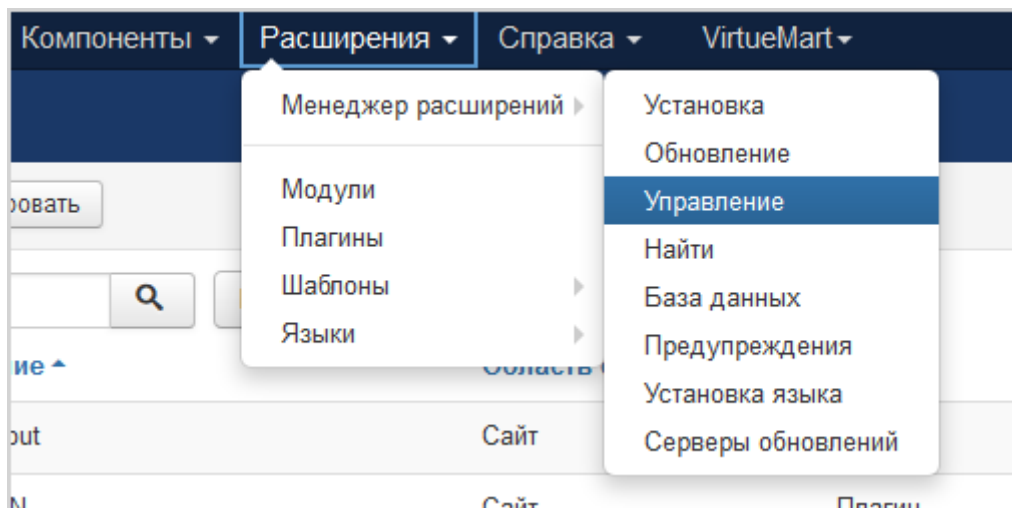 Компоненты Расширения Справка VirtueMart
Менеджер расширений
Модули
Плагины
Шаблоны
Языки
Установка
Обновление
Управление
Найти
База данных
Предупреждения
Установка языка
Серверы обновлений
Сайт